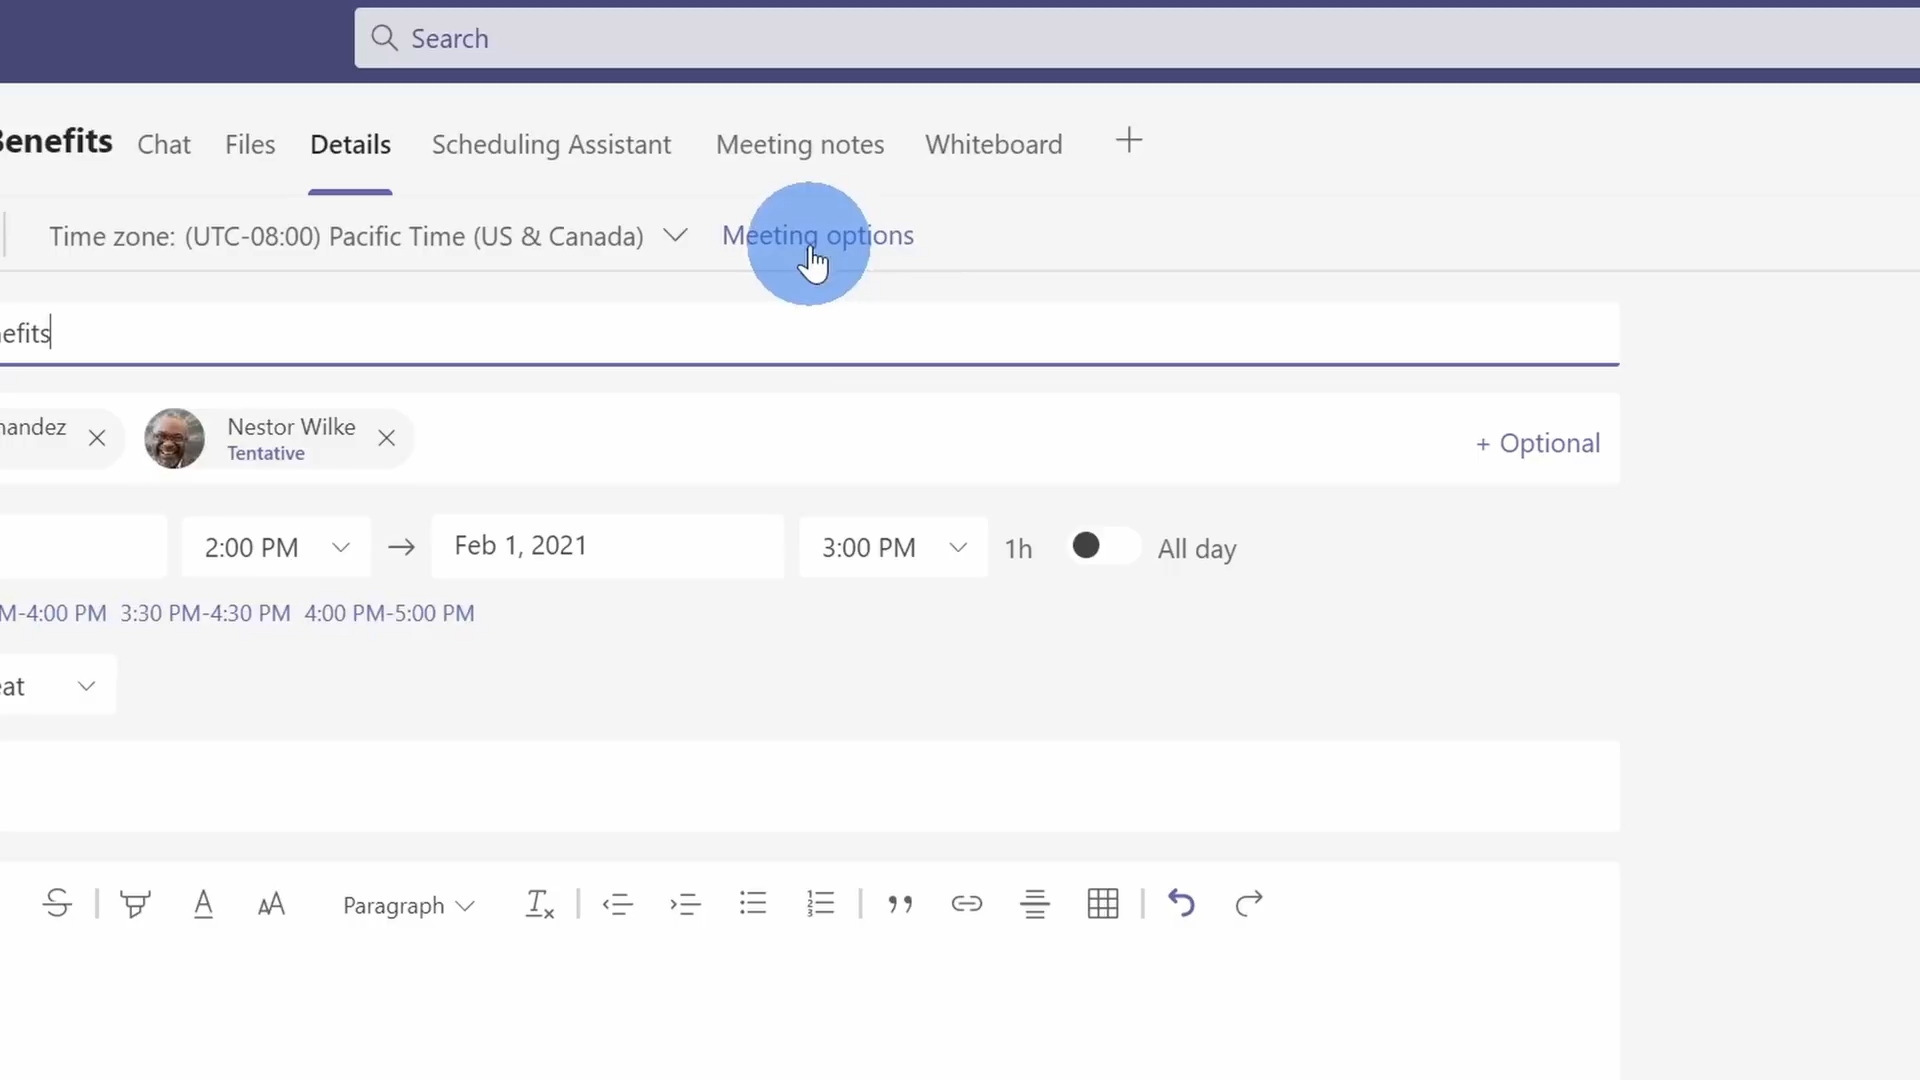 Search
Benefits Chat Files Details Scheduling Assistant Meeting notes Whiteboard
Time zone: (UTC-08:00) Pacific Time (US & Canada) Meeting options
efits
nandez Nestor Wilke
Tentative
+ Optional
2:00 PM → Feb 1, 2021 3:00 PM 1h All day
M-4:00 PM 3:30 PM-4:30 PM 4:00 PM-5:00 PM
eat
Paragraph